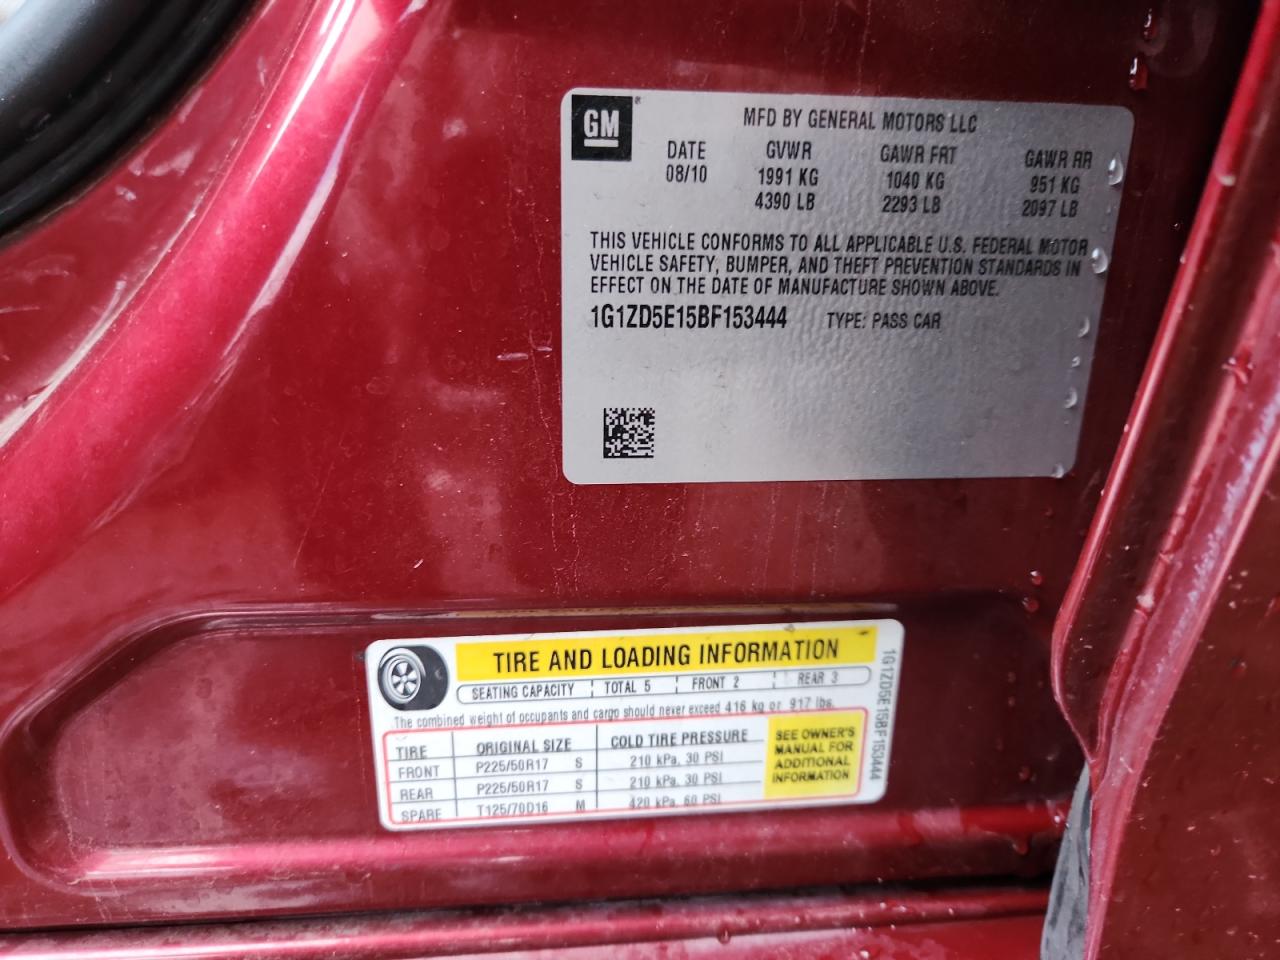 GM
MFD BY GENERAL MOTORS LLC
DATE GVWR GAWR FRT GAWR RR
08/10 1991 KG 1040 KG 951 KG
4390 LB 2293 LB 2097 LB
THIS VEHICLE CONFORMS TO ALL APPLICABLE U.S. FEDERAL MOTOR
VEHICLE SAFETY, BUMPER, AND THEFT PREVENTION STANDARDS IN
EFFECT ON THE DATE OF MANUFACTURE SHOWN ABOVE.
1G1ZD5E15BF153444 TYPE: PASS CAR
TIRE AND LOADING INFORMATION
SEATING CAPACITY TOTAL 5 FRONT 2 REAR 3
The combined weight of occupants and cargo should never exceed 416 kg or 917 lbs.
TIRE ORIGINAL SIZE COLD TIRE PRESSURE
FRONT P225/50R17 S 210 kPa, 30 PSI
REAR P225/50R17 S 210 kPa, 30 PSI
SPARE T125/70D16 M 420 kPa, 60 PSI
SEE OWNER'S
MANUAL FOR
ADDITIONAL
INFORMATION
1G1ZD5E15BF153444